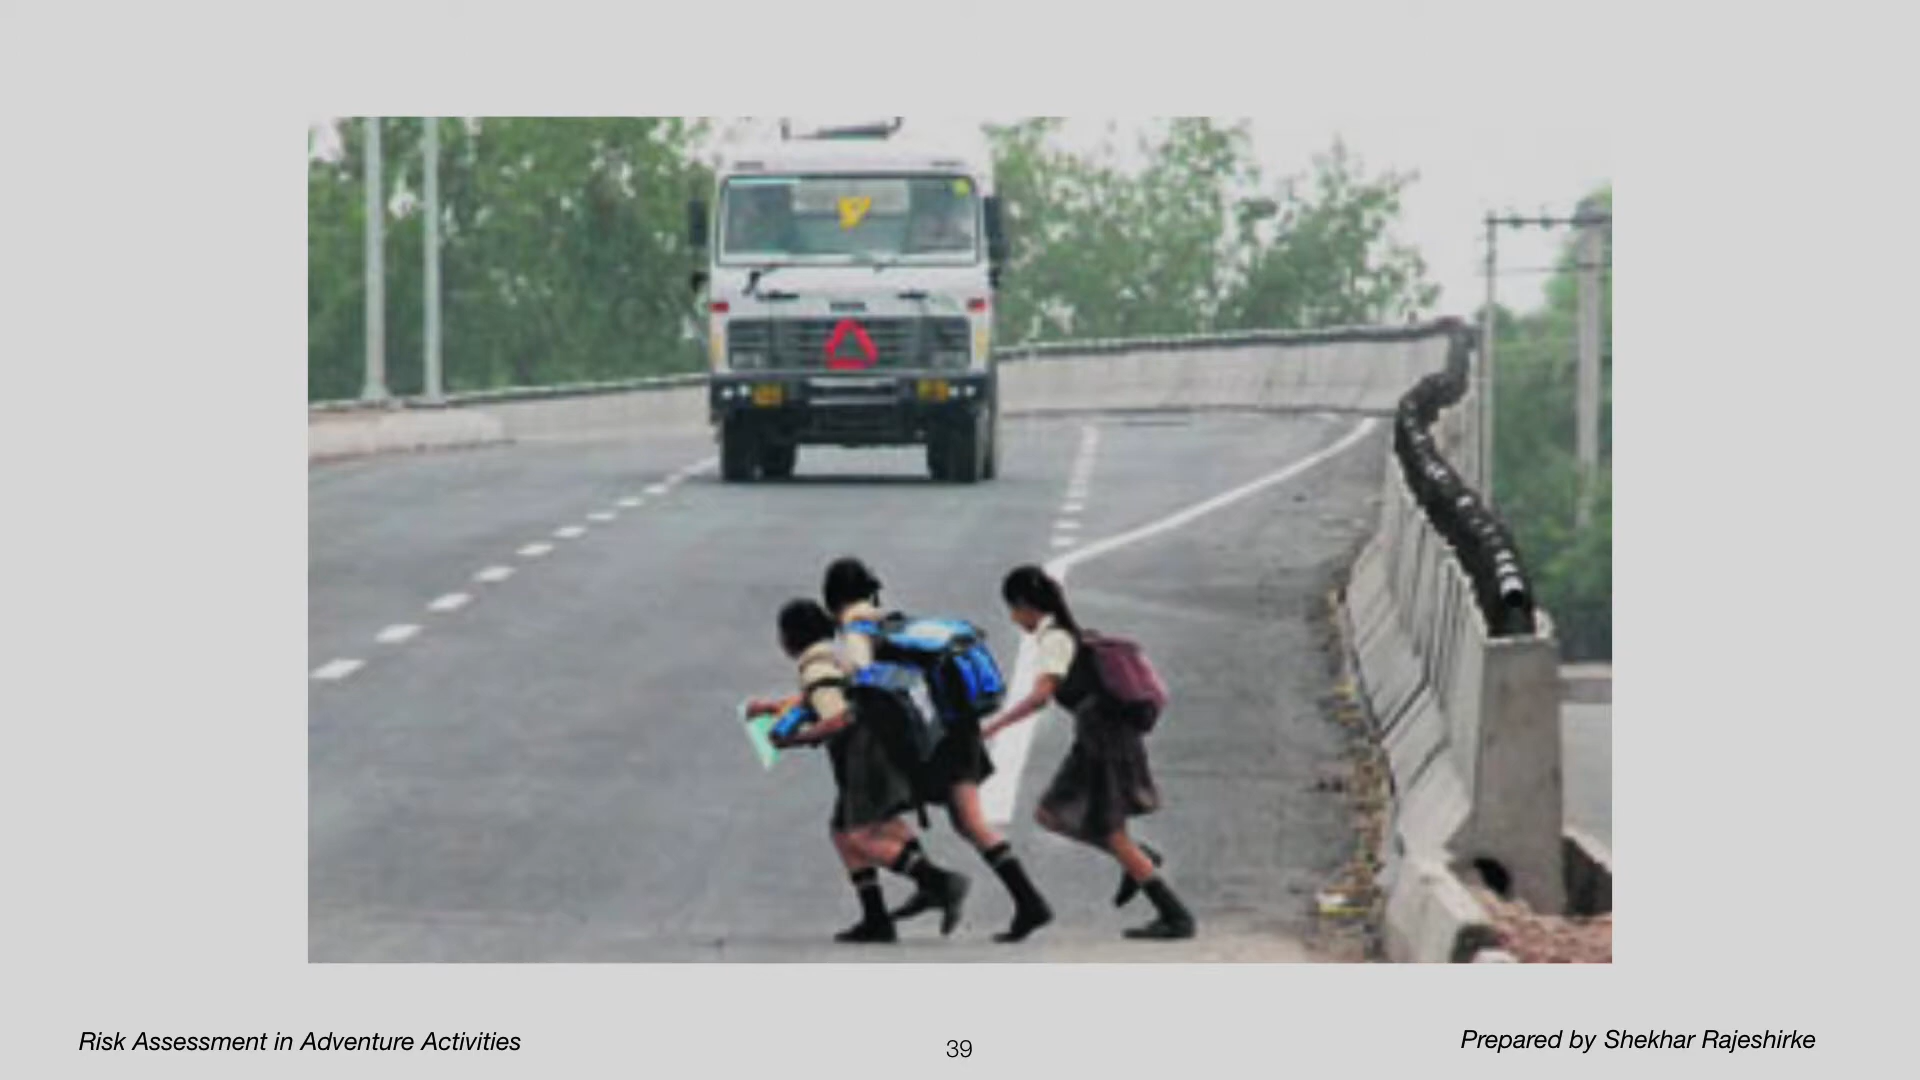 Risk Assessment in Adventure Activities
39
Prepared by Shekhar Rajeshirke